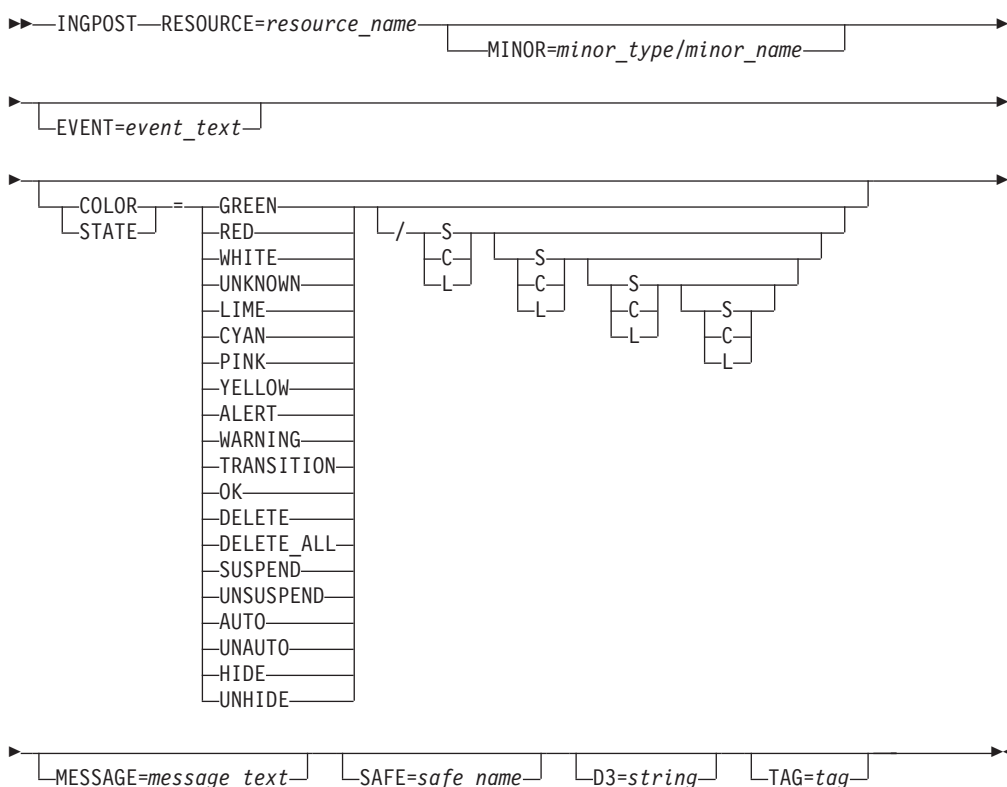 INGPOST RESOURCE=resource_name
MINOR=minor_type/minor_name
EVENT=event_text
COLOR = GREEN / S
STATE RED C S
WHITE L C S
UNKNOWN L C S
LIME L C
CYAN L
PINK
YELLOW
ALERT
WARNING
TRANSITION
OK
DELETE
DELETE_ALL
SUSPEND
UNSUSPEND
AUTO
UNAUTO
HIDE
UNHIDE
MESSAGE=message text SAFE=safe name D3=string TAG=tag